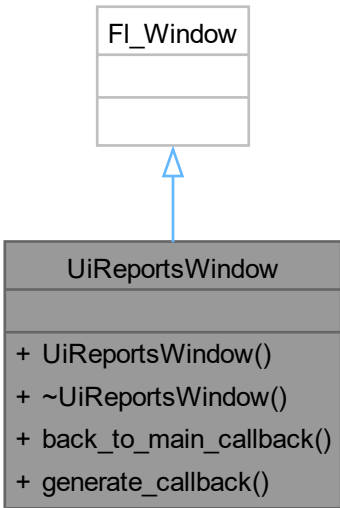 Fl_Window
UiReportsWindow
+ UiReportsWindow()
+ ~UiReportsWindow()
+ back_to_main_callback()
+ generate_callback()